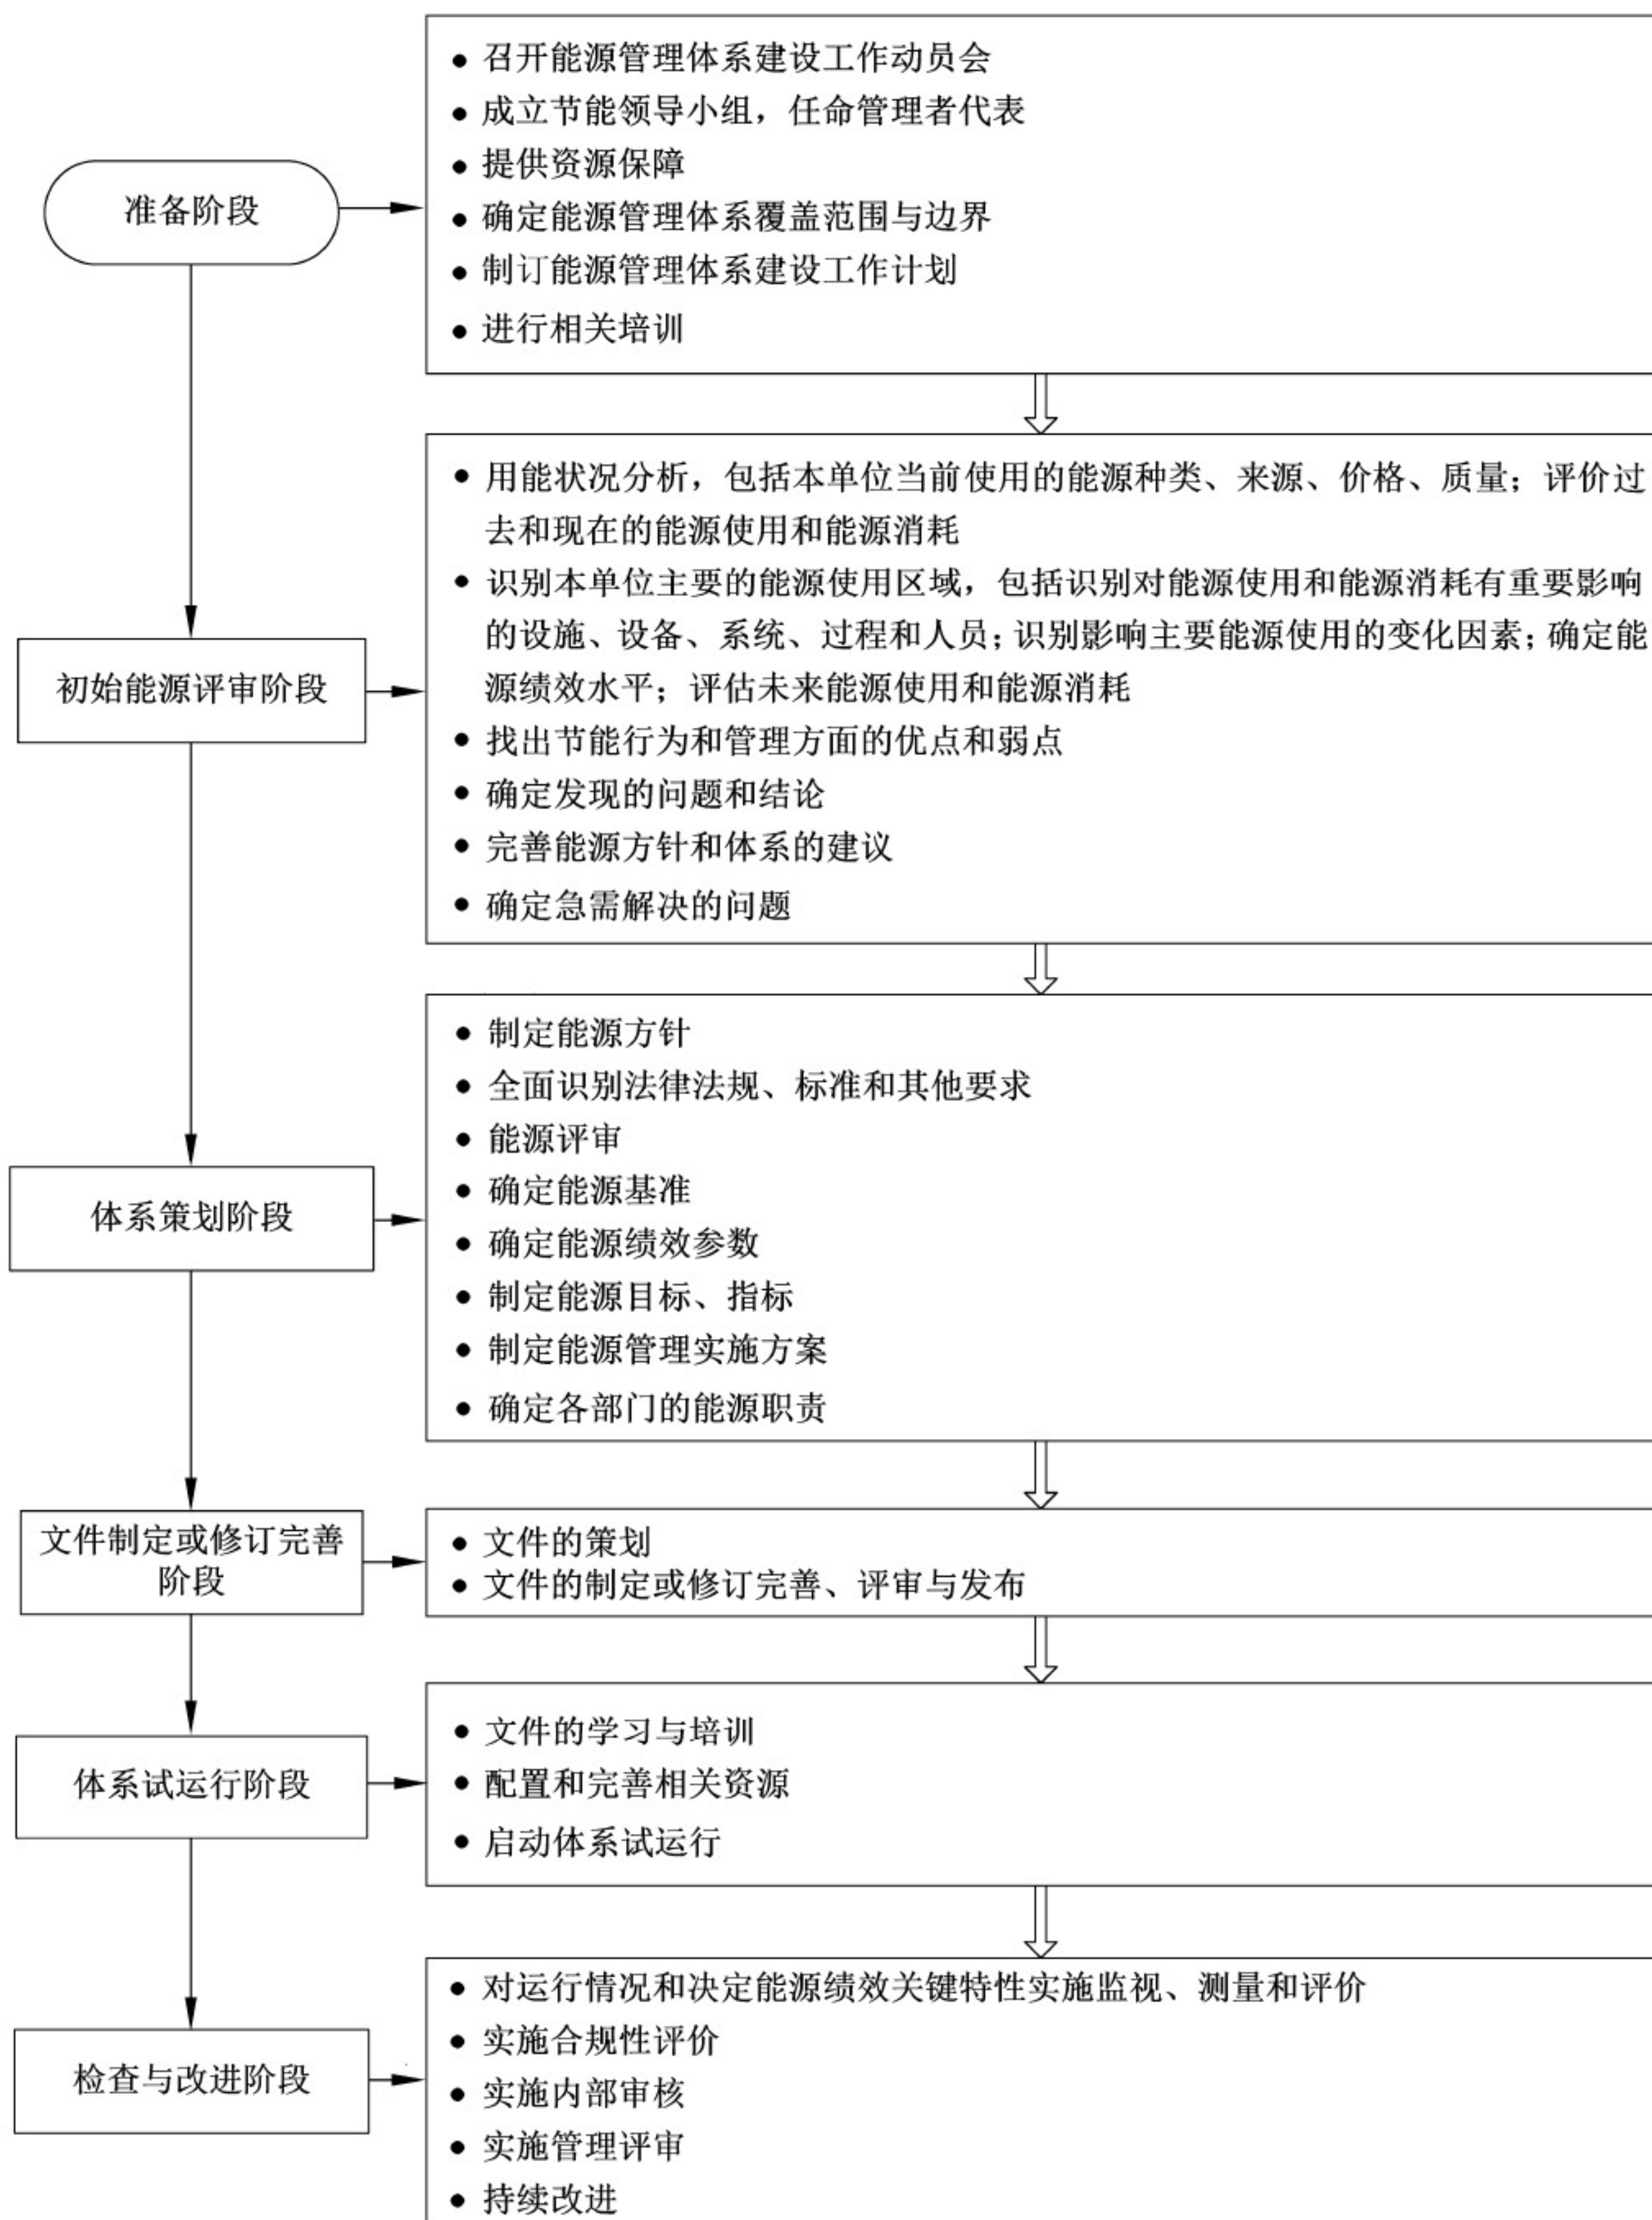 准备阶段
● 召开能源管理体系建设工作动员会
● 成立节能领导小组，任命管理者代表
● 提供资源保障
● 确定能源管理体系覆盖范围与边界
● 制订能源管理体系建设工作计划
● 进行相关培训
初始能源评审阶段
● 用能状况分析，包括本单位当前使用的能源种类、来源、价格、质量；评价过
去和现在的能源使用和能源消耗
● 识别本单位主要的能源使用区域，包括识别对能源使用和能源消耗有重要影响
的设施、设备、系统、过程和人员；识别影响主要能源使用的变化因素；确定能
源绩效水平；评估未来能源使用和能源消耗
● 找出节能行为和管理方面的优点和弱点
● 确定发现的问题和结论
● 完善能源方针和体系的建议
● 确定急需解决的问题
体系策划阶段
● 制定能源方针
● 全面识别法律法规、标准和其他要求
● 能源评审
● 确定能源基准
● 确定能源绩效参数
● 制定能源目标、指标
● 制定能源管理实施方案
● 确定各部门的能源职责
文件制定或修订完善
阶段
● 文件的策划
● 文件的制定或修订完善、评审与发布
体系试运行阶段
● 文件的学习与培训
● 配置和完善相关资源
● 启动体系试运行
检查与改进阶段
● 对运行情况和决定能源绩效关键特性实施监视、测量和评价
● 实施合规性评价
● 实施内部审核
● 实施管理评审
● 持续改进